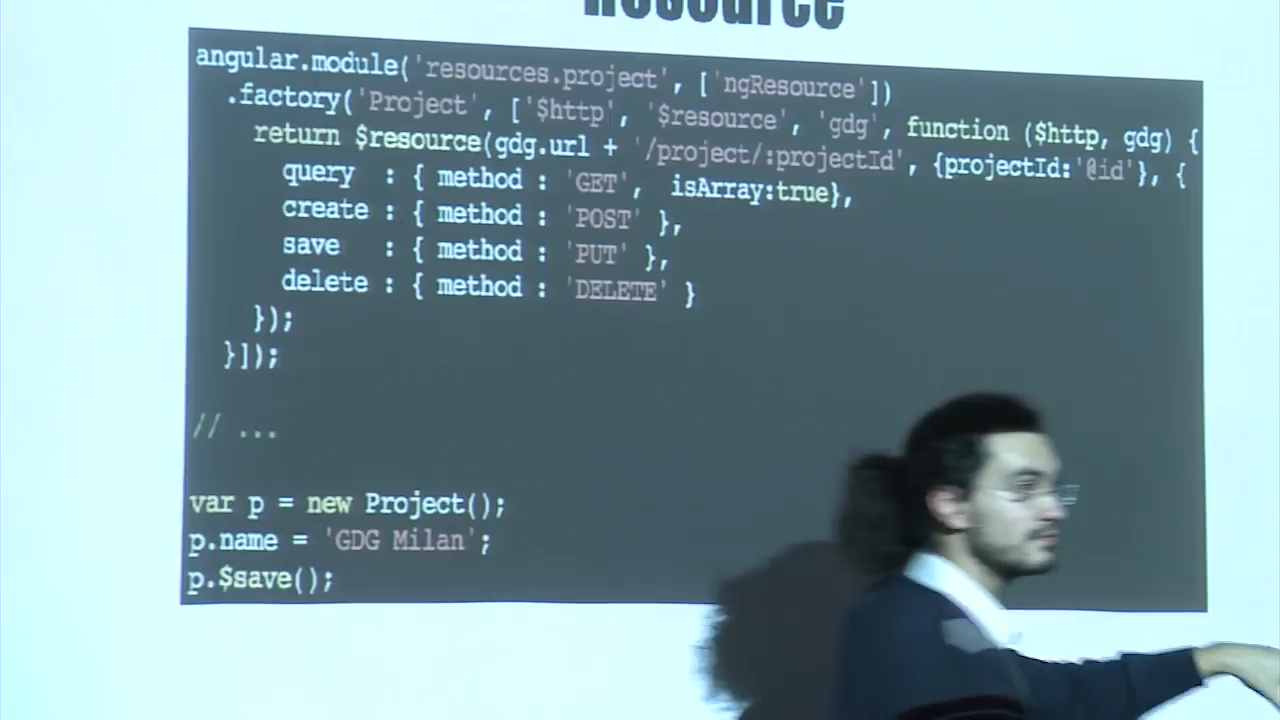 Resource
angular.module('resources.project', ['ngResource'])
.factory('Project', ['$http', '$resource', 'gdg', function ($http, gdg) {
return $resource(gdg.url + '/project/:projectId', {projectId:'@id'}, {
query : { method : 'GET', isArray:true},
create : { method : 'POST' },
save : { method : 'PUT' },
delete : { method : 'DELETE' }
});
}]);
// ...
var p = new Project();
p.name = 'GDG Milan';
p.$save();